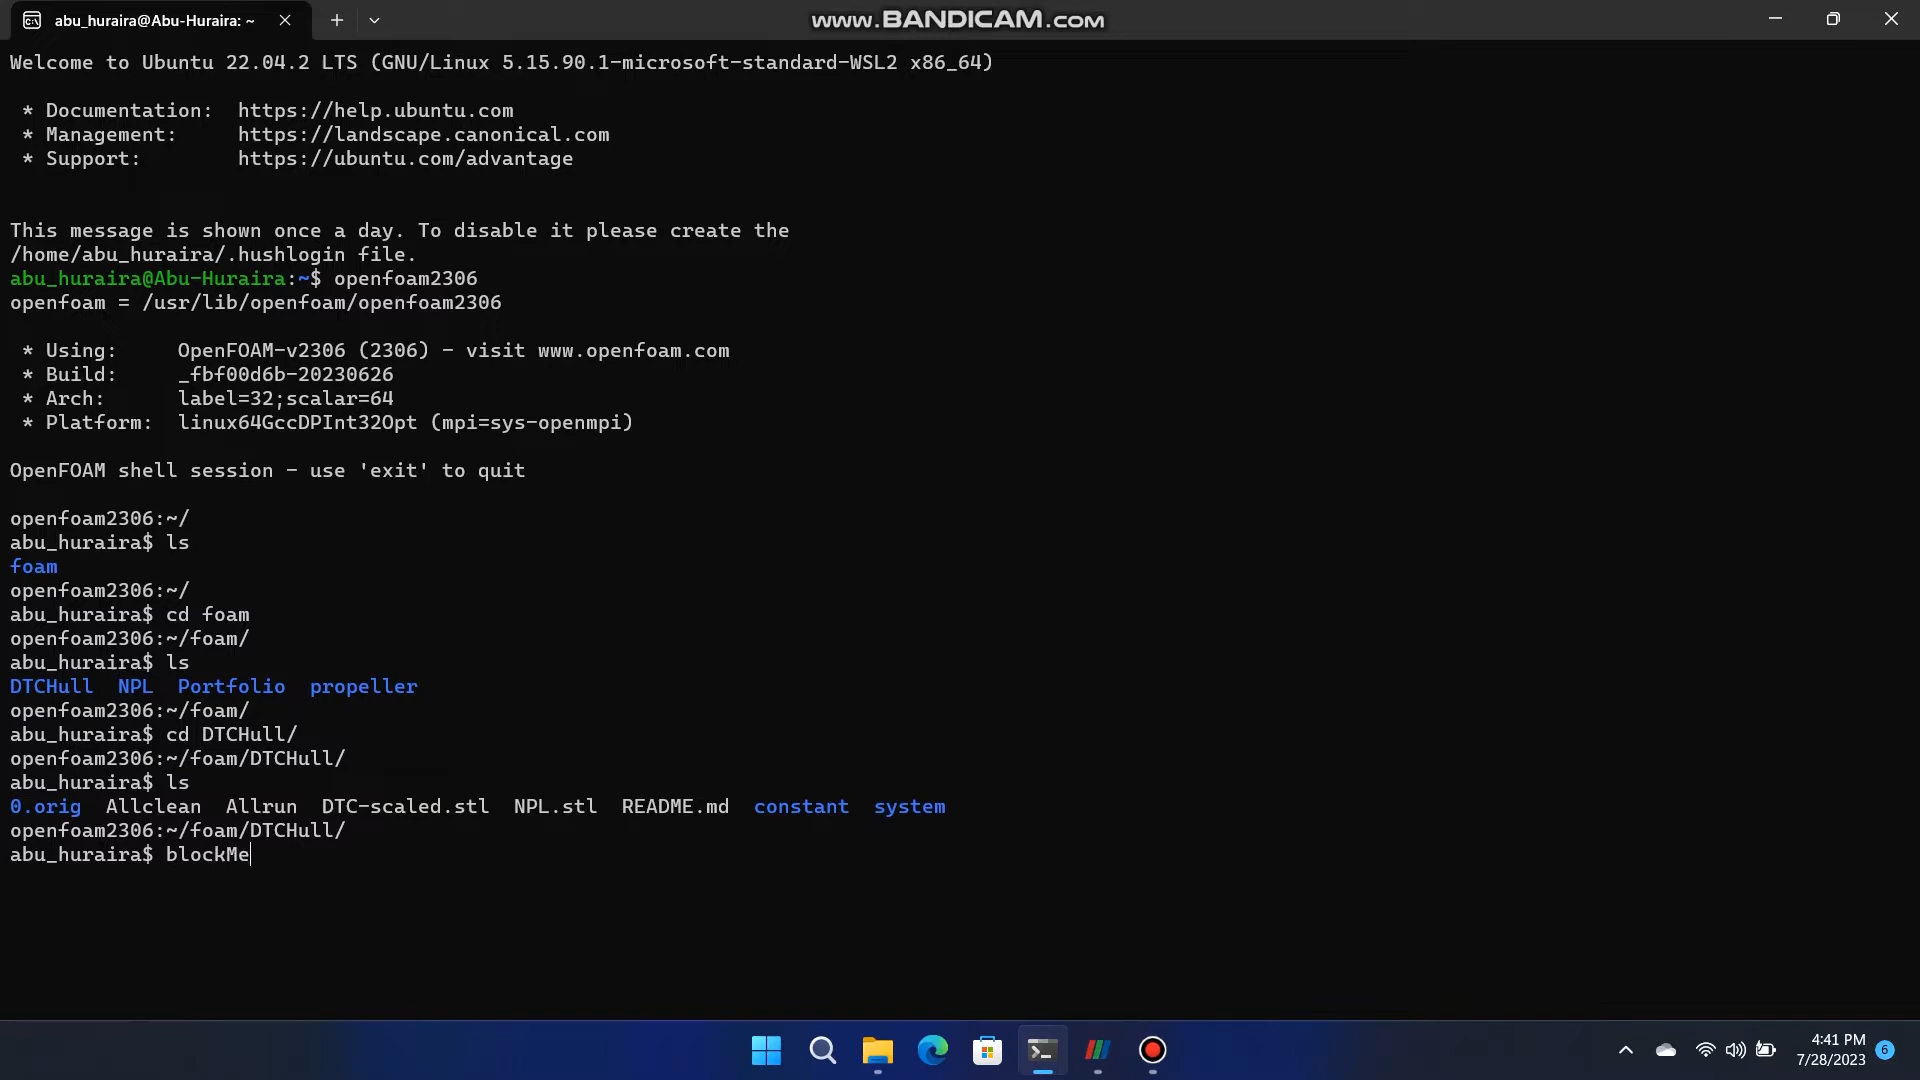 abu_huraira@Abu-Huraira: ~
www.BANDICAM.COM
Welcome to Ubuntu 22.04.2 LTS (GNU/Linux 5.15.90.1-microsoft-standard-WSL2 x86_64)
* Documentation:  https://help.ubuntu.com
* Management:     https://landscape.canonical.com
* Support:        https://ubuntu.com/advantage
This message is shown once a day. To disable it please create the
/home/abu_huraira/.hushlogin file.
abu_huraira@Abu-Huraira:~$ openfoam2306
openfoam = /usr/lib/openfoam/openfoam2306
* Using:     OpenFOAM-v2306 (2306) - visit www.openfoam.com
* Build:     _fbf00d6b-20230626
* Arch:      label=32;scalar=64
* Platform:  linux64GccDPInt32Opt (mpi=sys-openmpi)
OpenFOAM shell session - use 'exit' to quit
openfoam2306:~/
abu_huraira$ ls
foam
openfoam2306:~/
abu_huraira$ cd foam
openfoam2306:~/foam/
abu_huraira$ ls
DTCHull  NPL  Portfolio  propeller
openfoam2306:~/foam/
abu_huraira$ cd DTCHull/
openfoam2306:~/foam/DTCHull/
abu_huraira$ ls
0.orig  Allclean  Allrun  DTC-scaled.stl  NPL.stl  README.md  constant  system
openfoam2306:~/foam/DTCHull/
abu_huraira$ blockMe
4:41 PM
7/28/2023
6